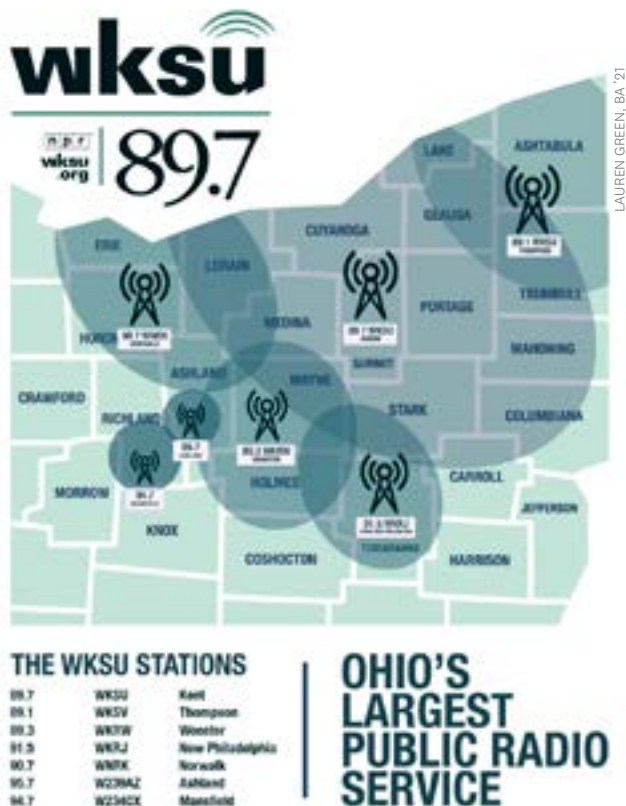 wksu
npr
wksu
.org
89.7
LAUREN GREEN, BA '21
LAKE
ASHTABULA
GEAUGA
CUYAHOGA
ERIE
LORAIN
TRUMBULL
PORTAGE
MEDINA
HURON
MAHONING
SUMMIT
ASHLAND
WAYNE
CRAWFORD
RICHLAND
STARK
COLUMBIANA
HOLMES
CARROLL
MORROW
JEFFERSON
KNOX
COSHOCTON
HARRISON
THE WKSU STATIONS
89.7 WKSU Kent
89.1 WKSV Thompson
89.3 WKRW Wooster
91.5 WKRJ New Philadelphia
90.7 WNRK Norwalk
95.7 W239AZ Ashland
94.7 W234CX Mansfield
OHIO'S
LARGEST
PUBLIC RADIO
SERVICE